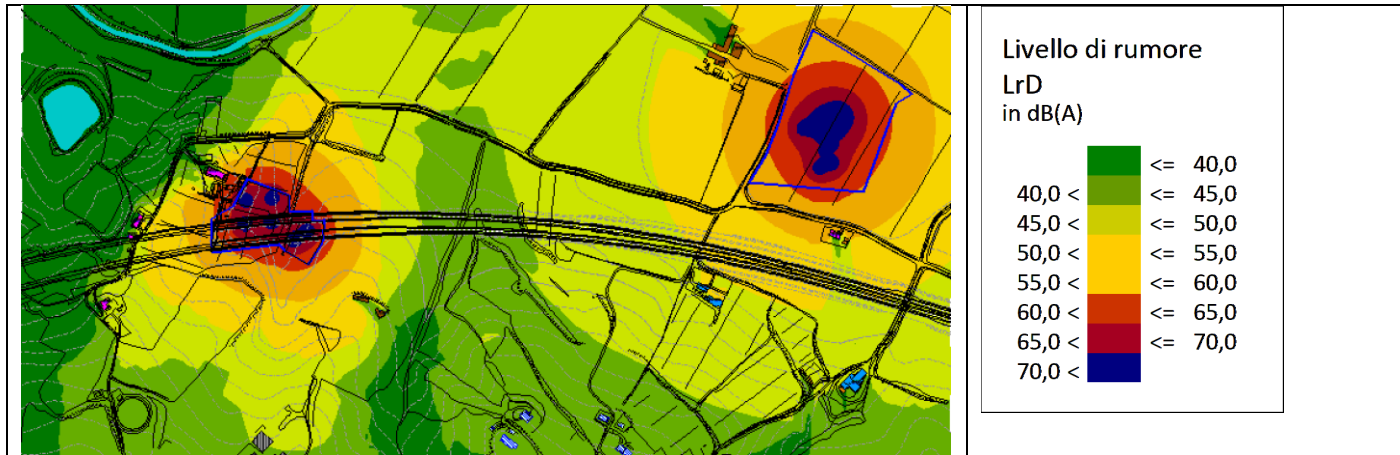 Livello di rumore
LrD
in dB(A)
<= 40,0
40,0 < <= 45,0
45,0 < <= 50,0
50,0 < <= 55,0
55,0 < <= 60,0
60,0 < <= 65,0
65,0 < <= 70,0
70,0 <